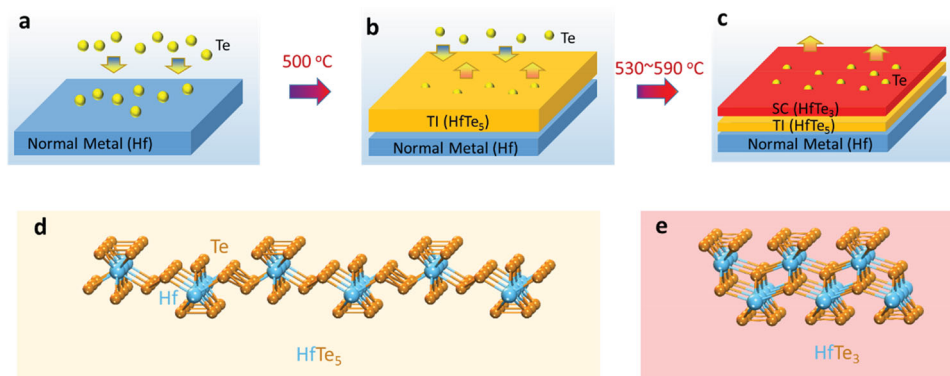 a
Te
Normal Metal (Hf)
500 °C
b
Te
TI (HfTe₅)
Normal Metal (Hf)
530~590 °C
c
Te
SC (HfTe₃)
TI (HfTe₅)
Normal Metal (Hf)
d
Te
Hf
HfTe₅
e
HfTe₃